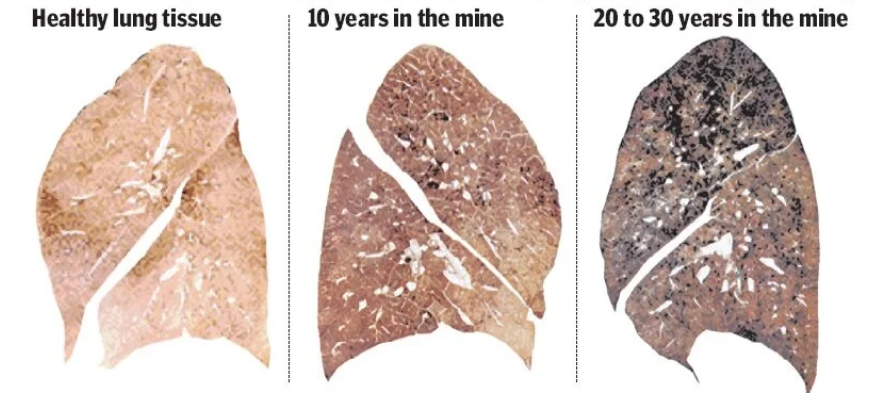 Healthy lung tissue
10 years in the mine
20 to 30 years in the mine